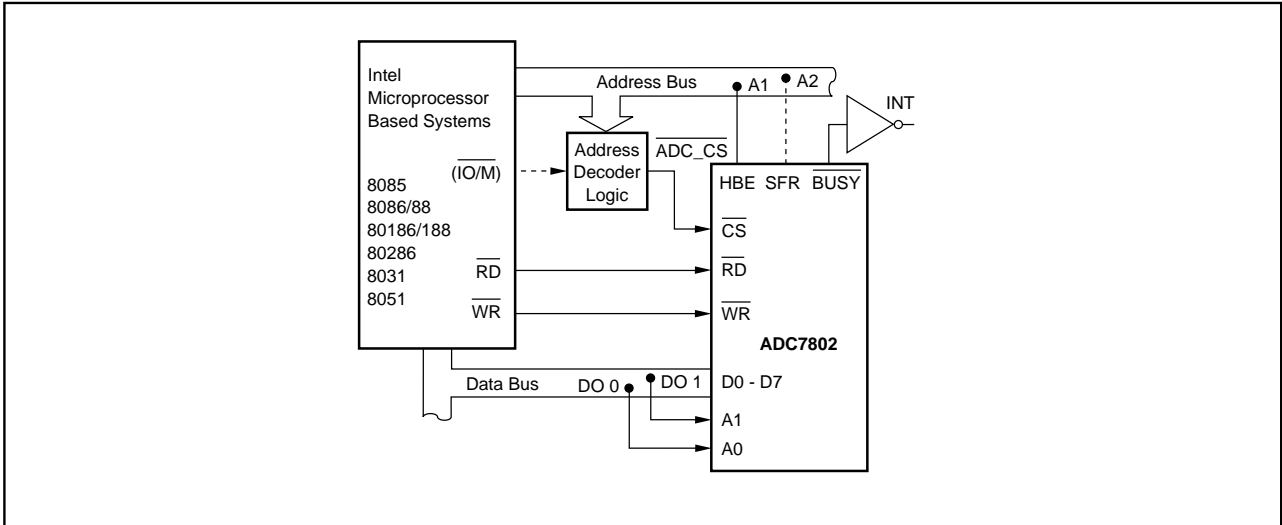 Intel
Microprocessor
Based Systems
8085
8086/88
80186/188
80286
8031
8051
(IO/M)
RD
WR
Address Bus
A1
A2
INT
Address
Decoder
Logic
ADC_CS
HBE SFR BUSY
CS
RD
WR
ADC7802
Data Bus
DO 0
DO 1
D0 - D7
A1
A0